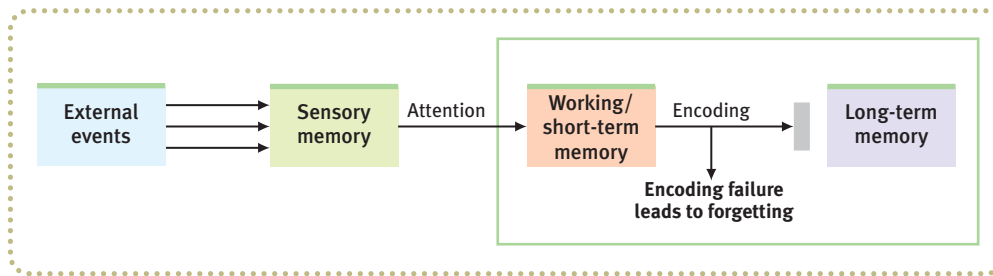 External
events
Sensory
memory
Attention
Working/
short-term
memory
Encoding
Long-term
memory
Encoding failure
leads to forgetting